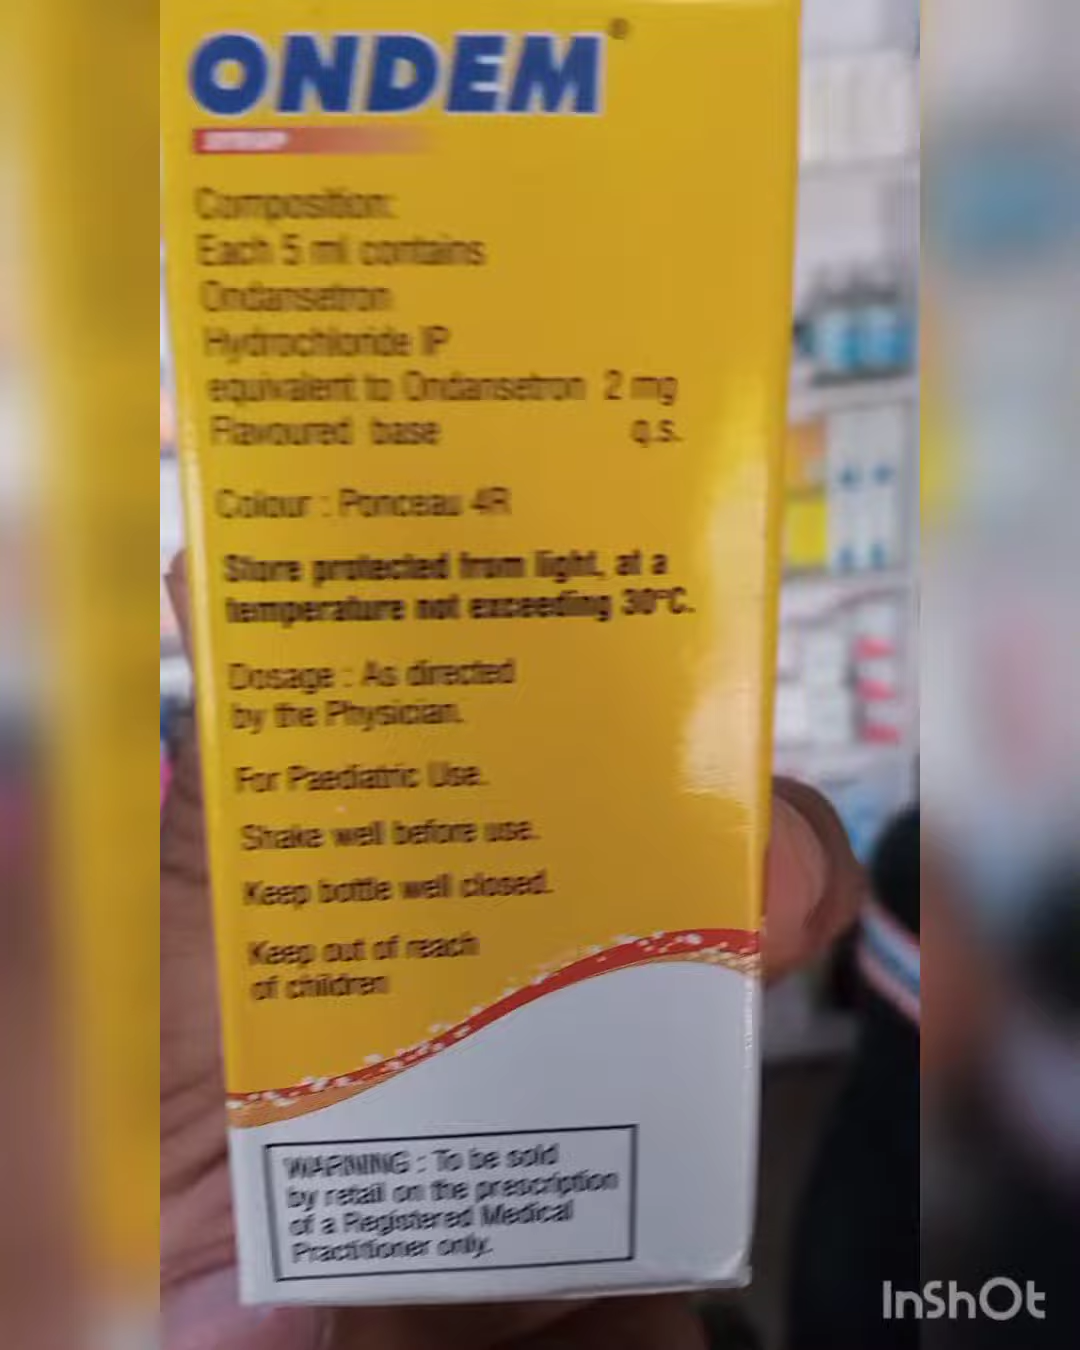 ONDEM®
SYRUP
Composition:
Each 5 ml contains
Ondansetron
Hydrochloride IP
equivalent to Ondansetron 2 mg
Flavoured base q.s.
Colour : Ponceau 4R
Store protected from light, at a
temperature not exceeding 30°C.
Dosage : As directed
by the Physician.
For Paediatric Use.
Shake well before use.
Keep bottle well closed.
Keep out of reach
of children
WARNING : To be sold
by retail on the prescription
of a Registered Medical
Practitioner only.
InShOt